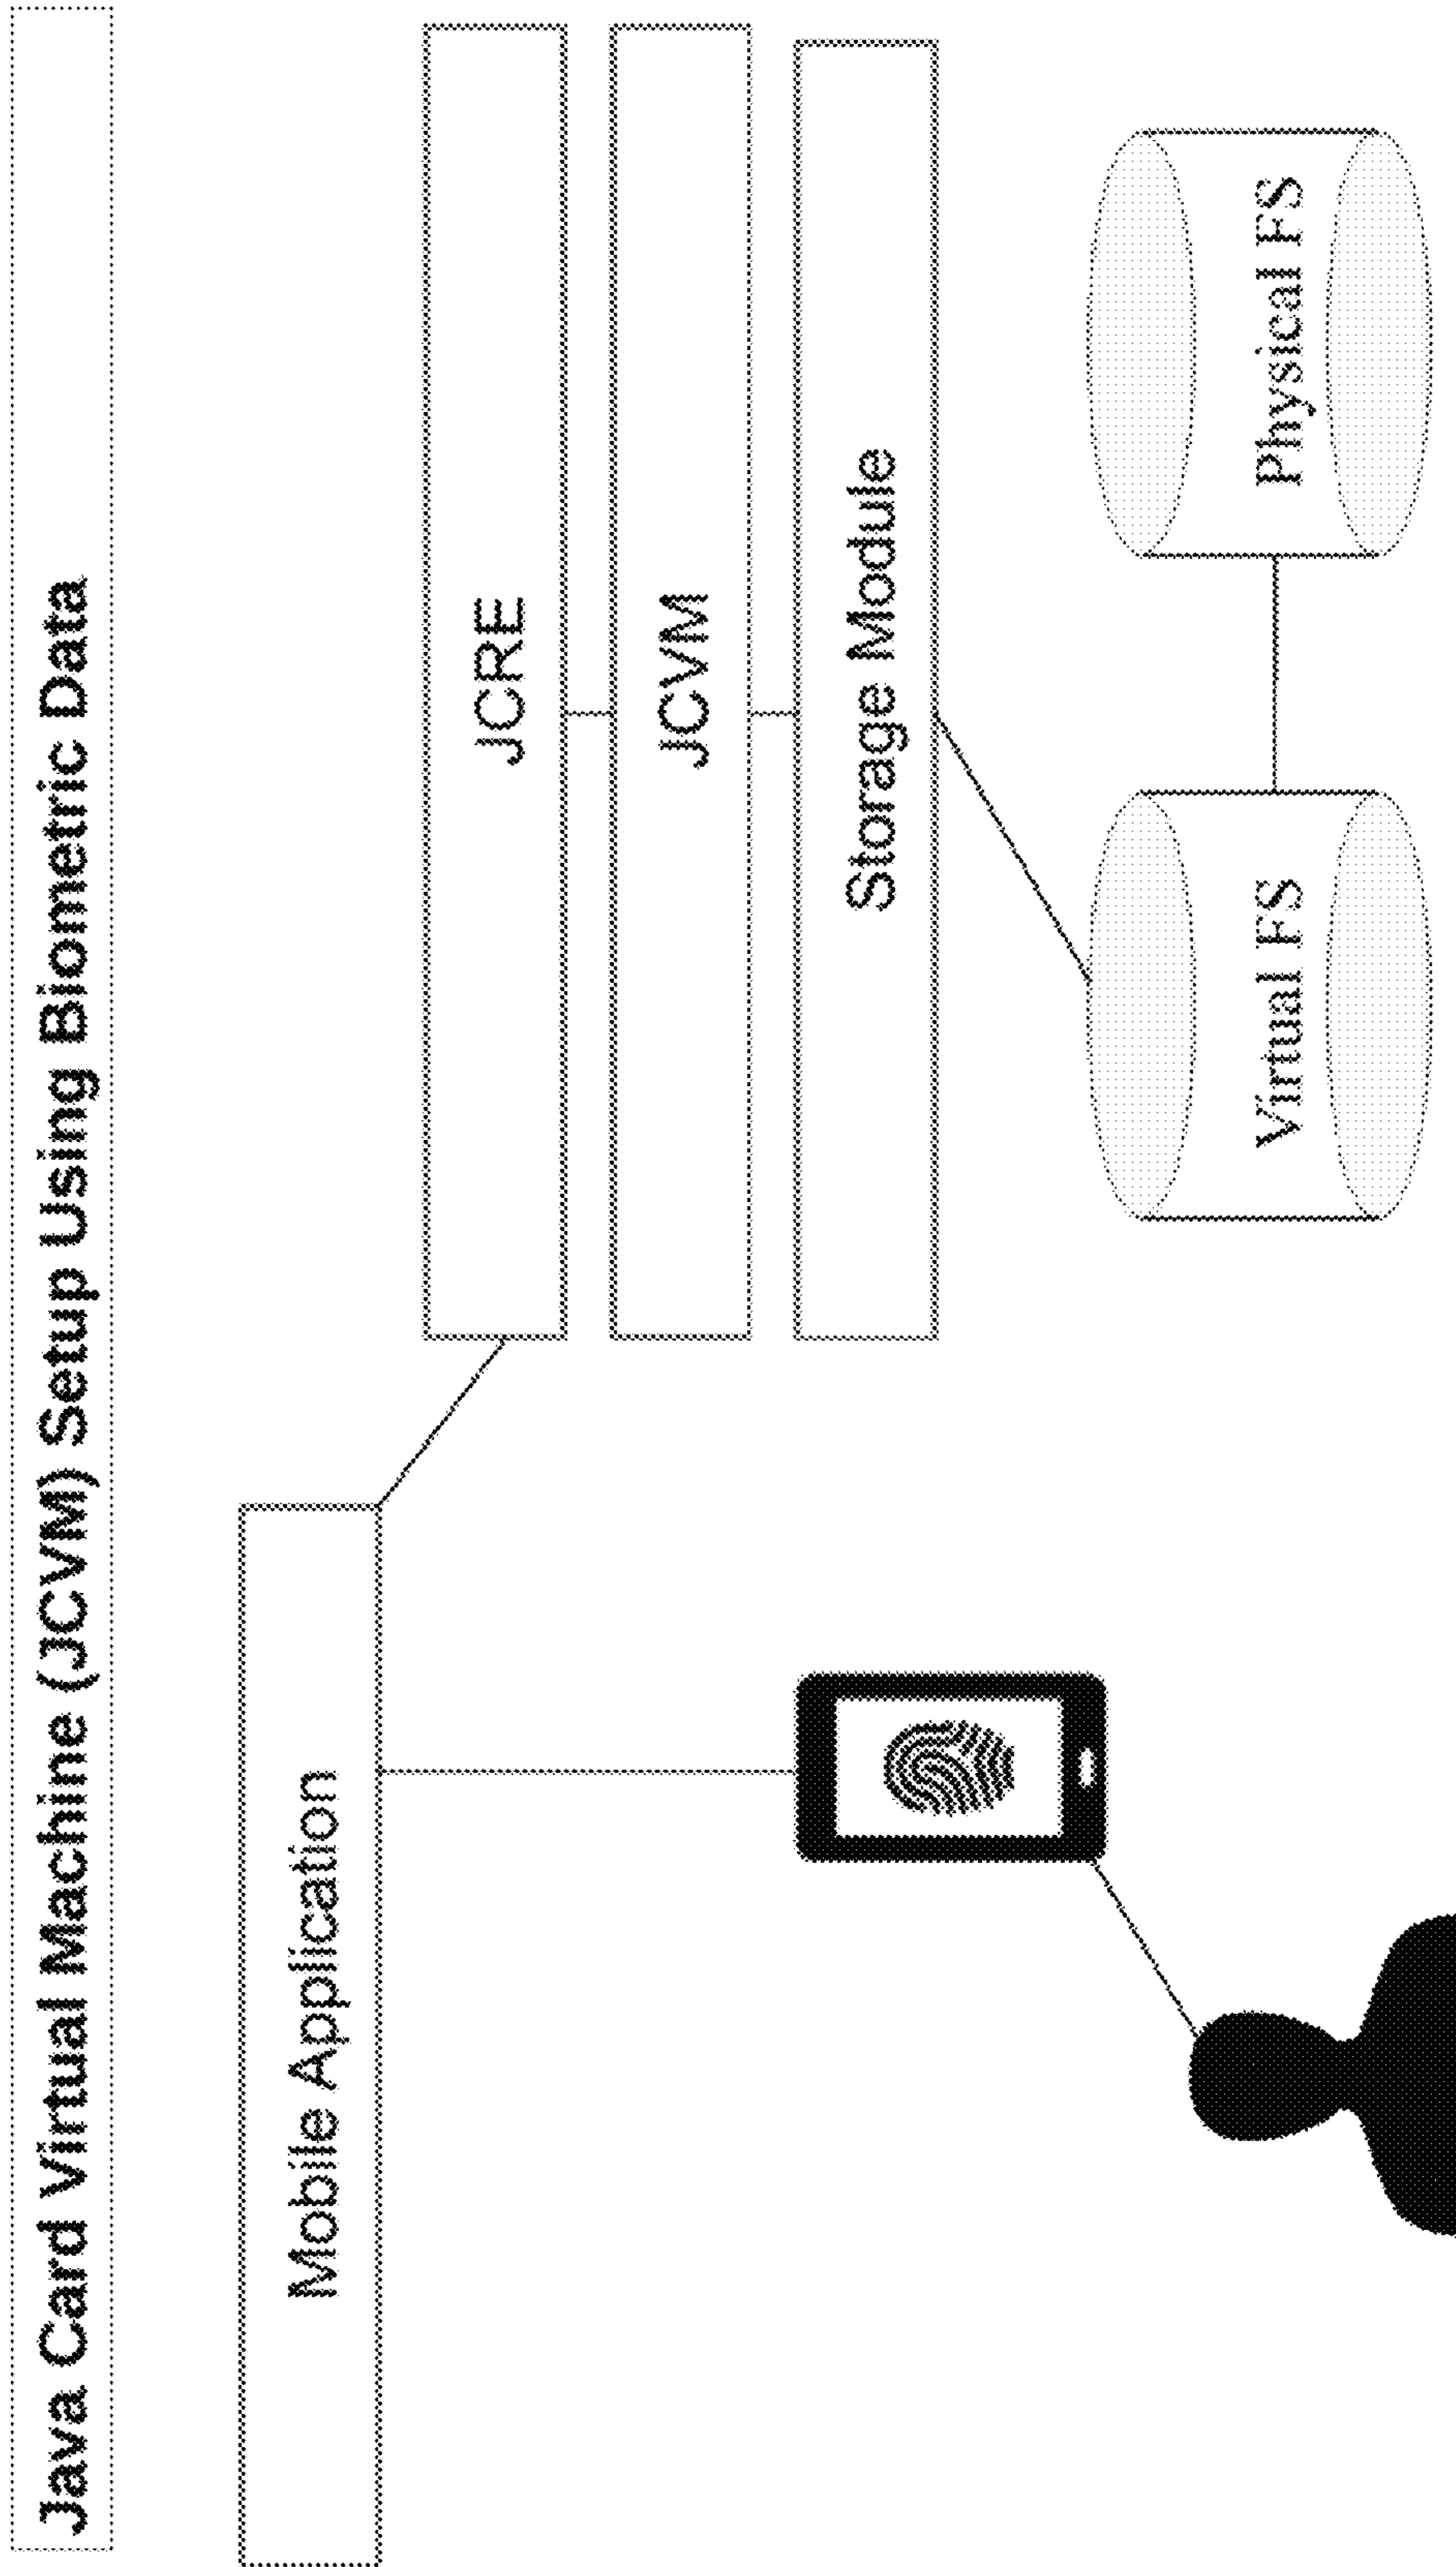 Java Card Virtual Machine (JCVM) Setup Using Biometric Data
Mobile Application
JCRE
JCVM
Storage Module
Virtual FS
Physical FS